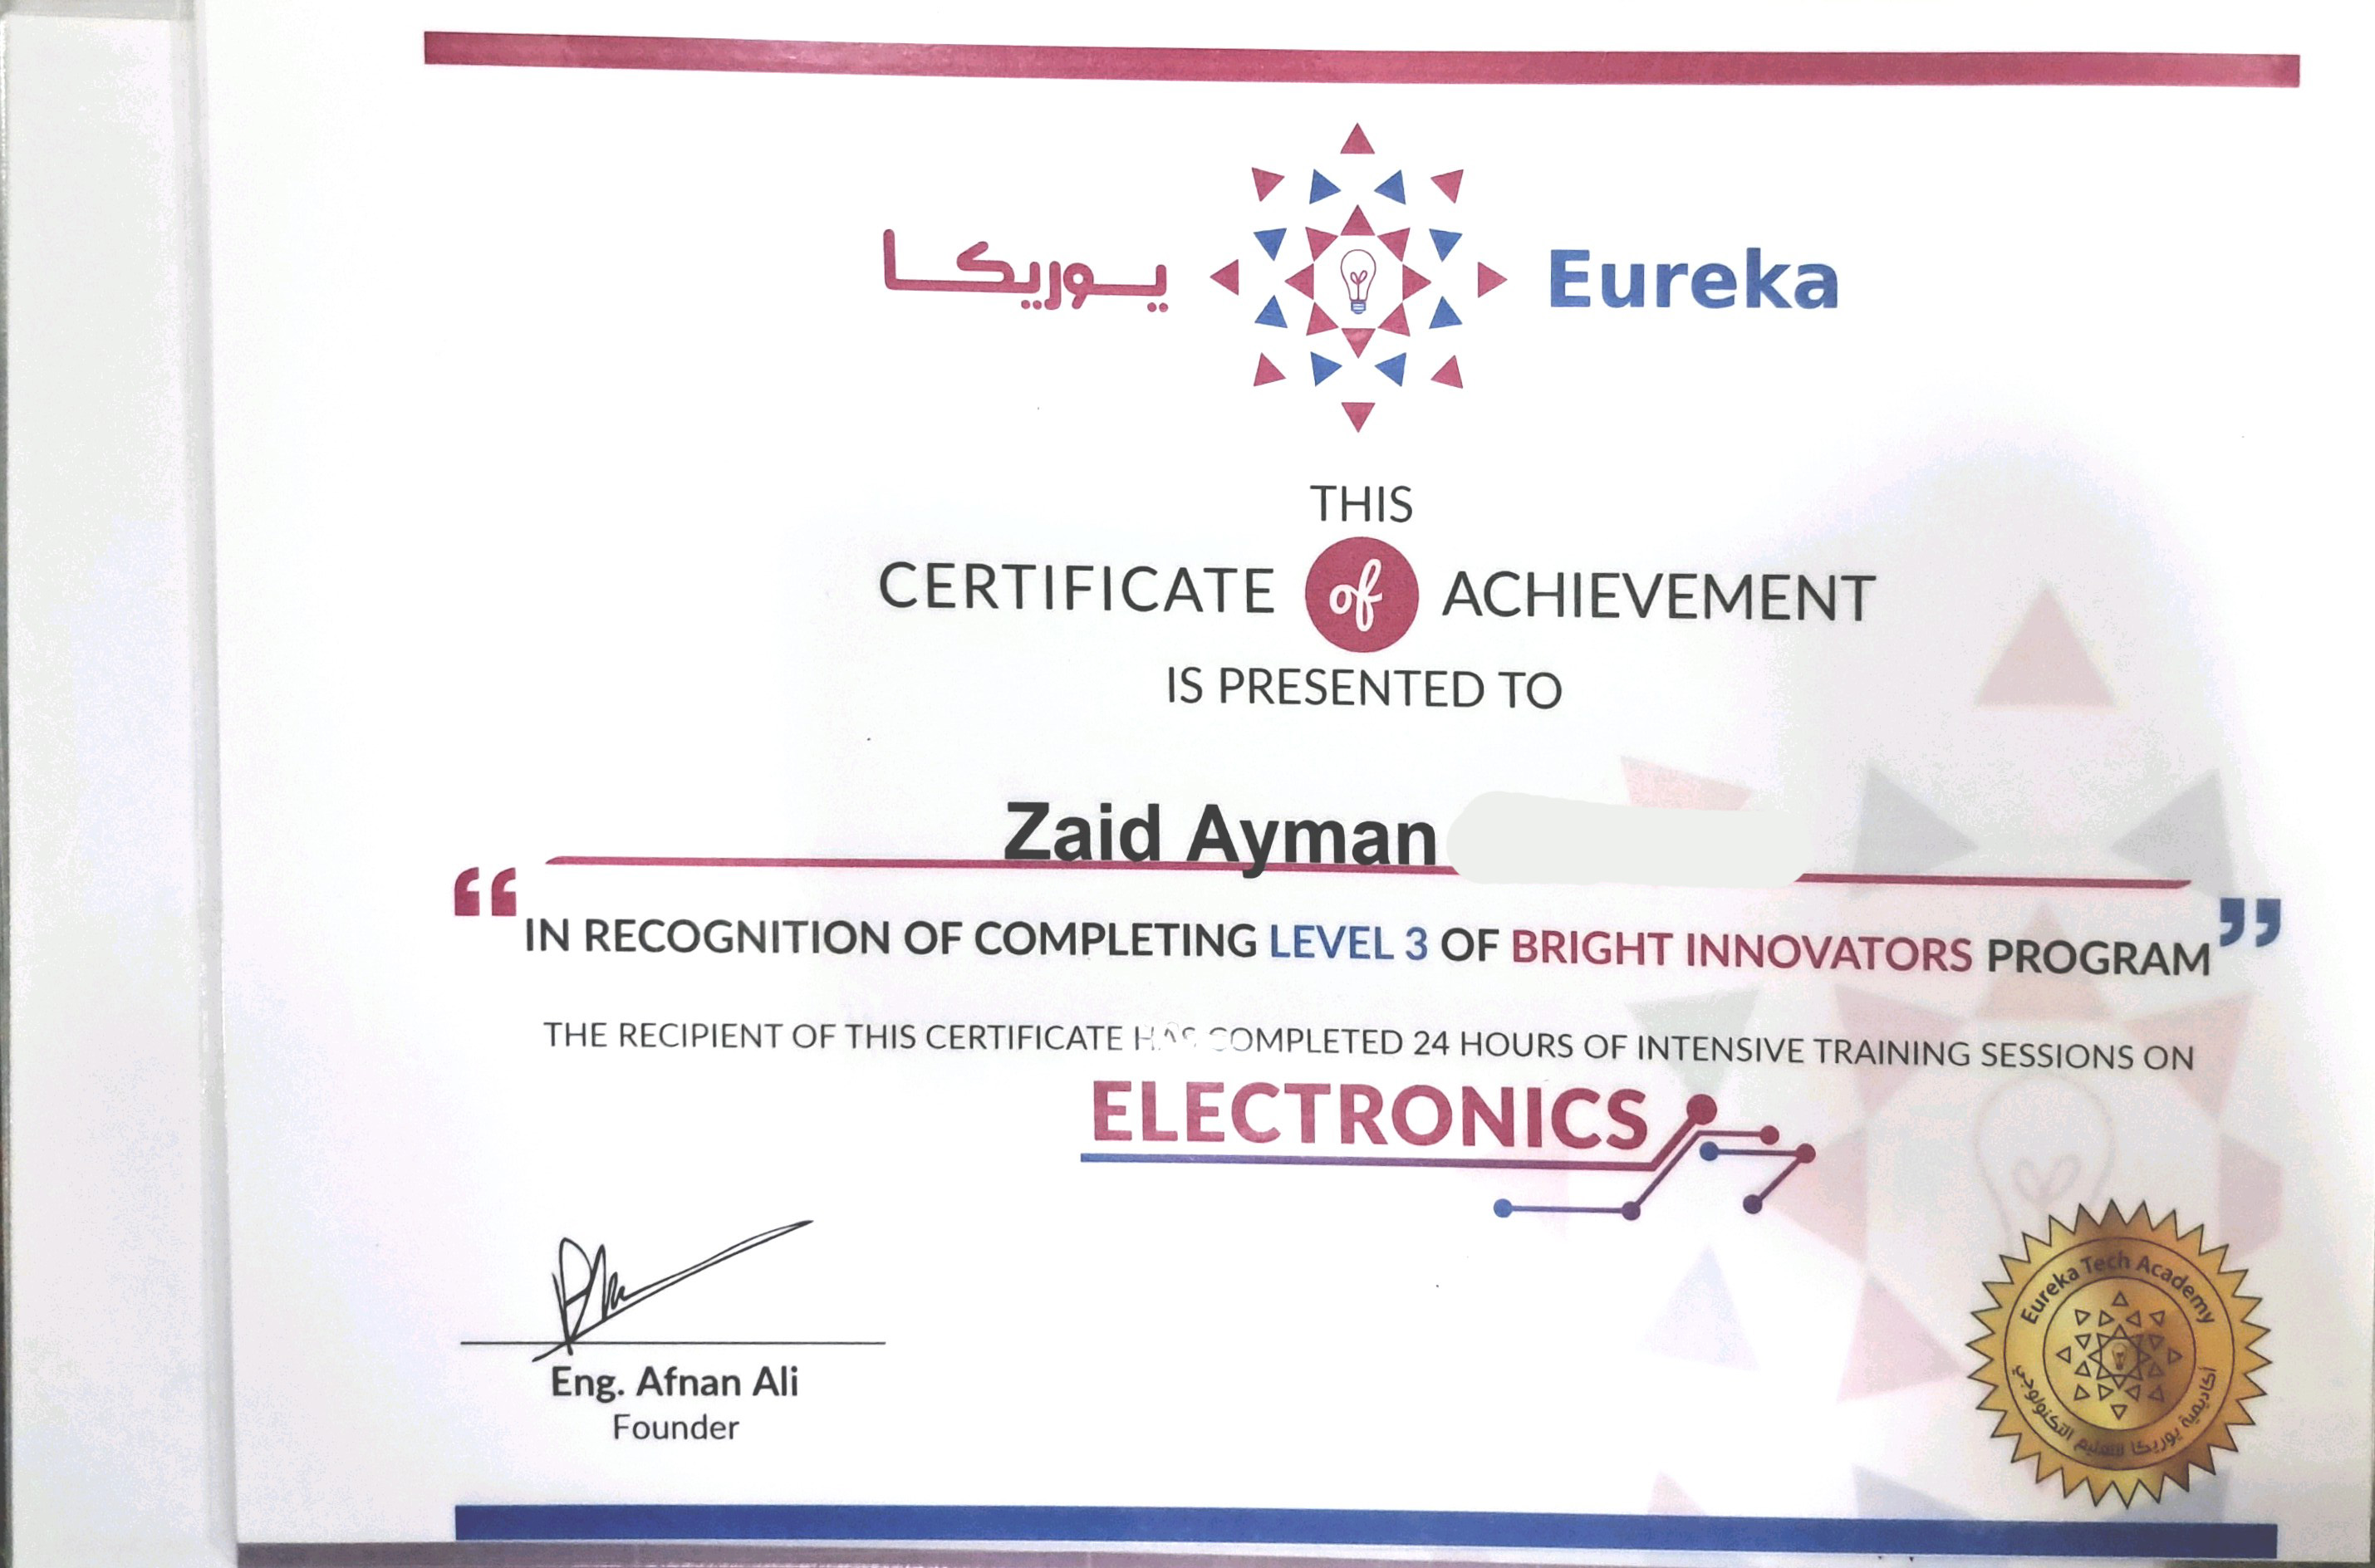 يوريكا Eureka
THIS
CERTIFICATE of ACHIEVEMENT
IS PRESENTED TO
Zaid Ayman
“IN RECOGNITION OF COMPLETING LEVEL 3 OF BRIGHT INNOVATORS PROGRAM”
THE RECIPIENT OF THIS CERTIFICATE HAS COMPLETED 24 HOURS OF INTENSIVE TRAINING SESSIONS ON
ELECTRONICS
Eng. Afnan Ali
Founder
Eureka Tech Academy
أكاديمية يوريكا للتعليم التكنولوجي